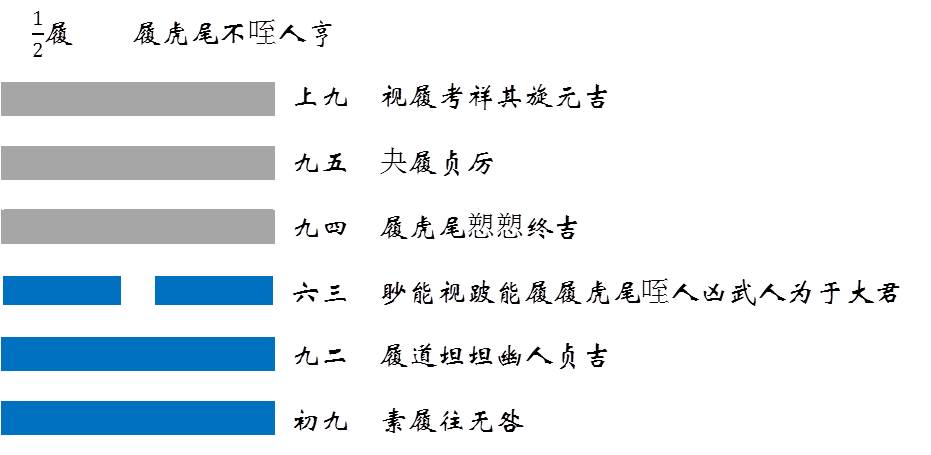 1/2履 履虎尾不咥人亨
上九 视履考祥其旋元吉
九五 夬履贞厉
九四 履虎尾愬愬终吉
六三 眇能视跛能履履虎尾咥人凶武人为于大君
九二 履道坦坦幽人贞吉
初九 素履往无咎